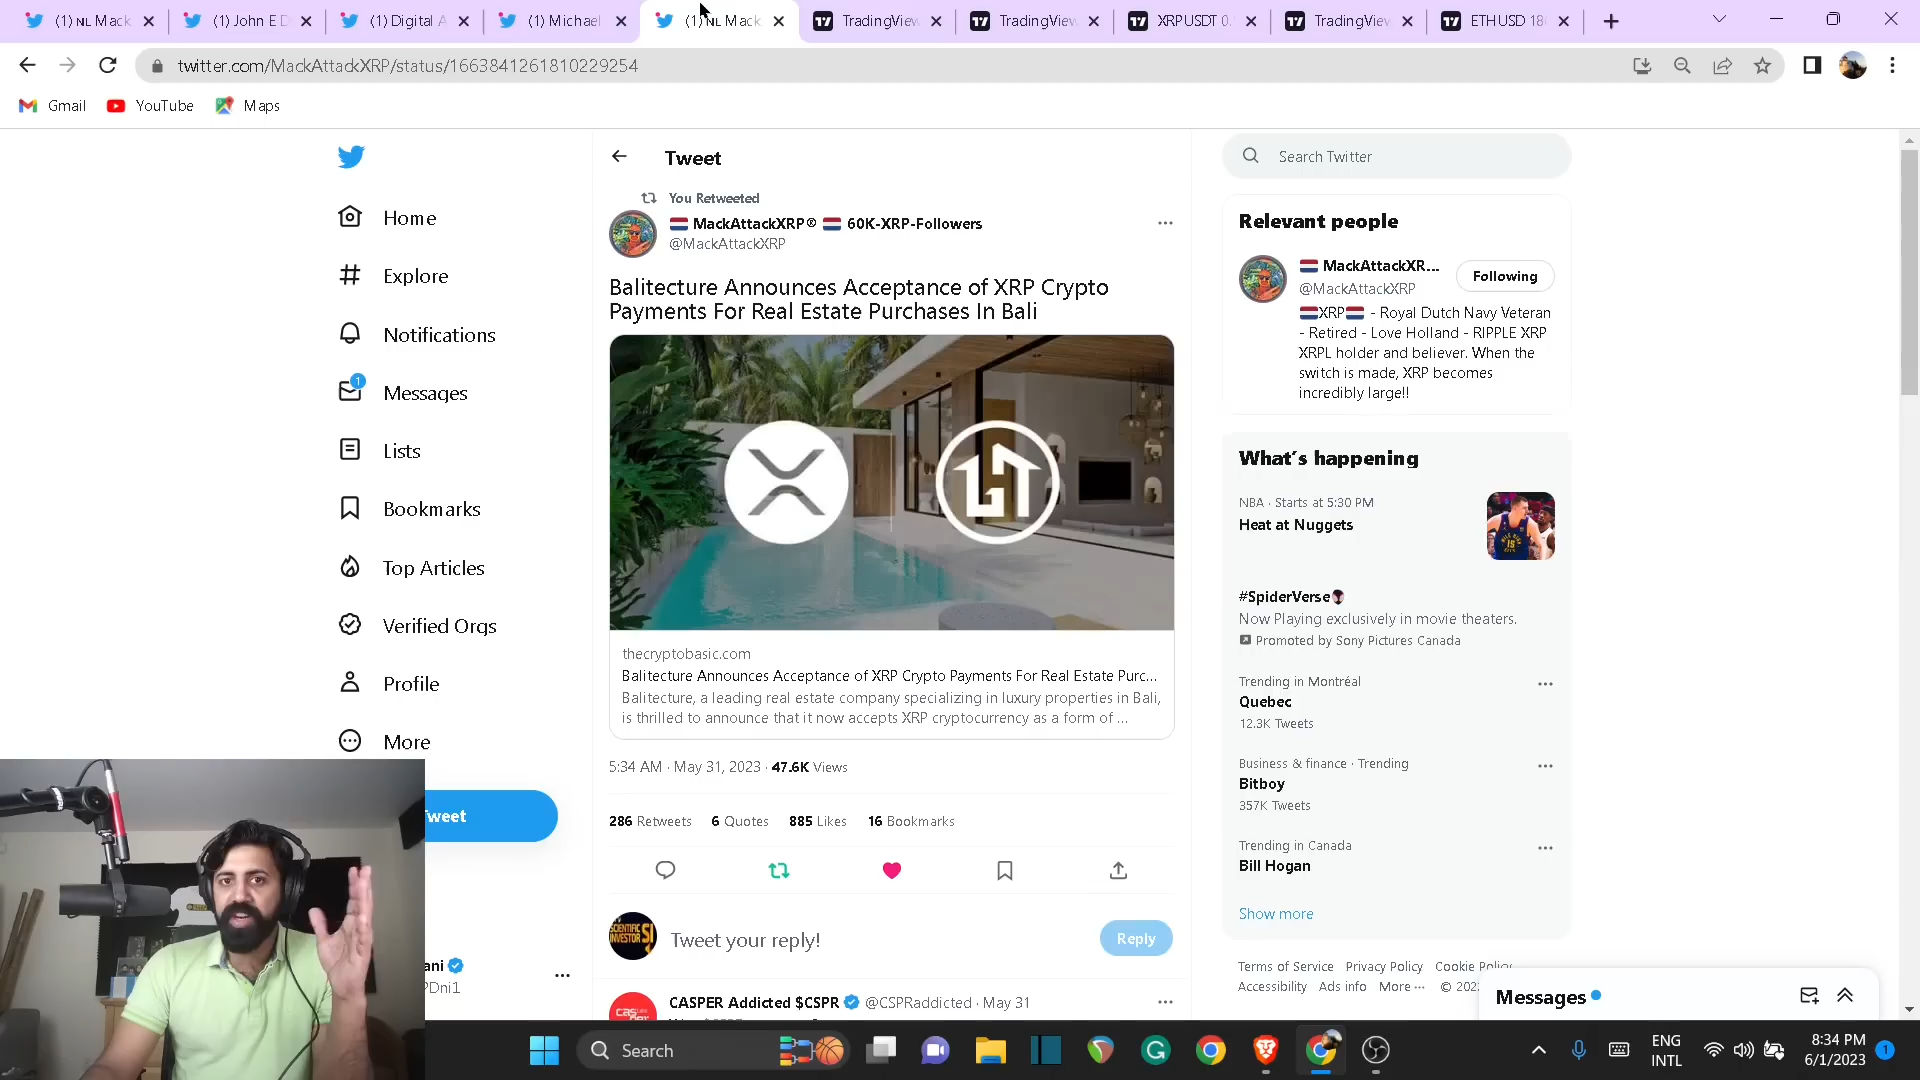 (1) NL Mack
(1) John E D
(1) Digital A
(1) Michael
(1) NL Mack
TradingView
TradingView
XRPUSDT 0.
TradingView
ETHUSD 18
twitter.com/MackAttackXRP/status/1663841261810229254
Gmail
YouTube
Maps
Home
Explore
Notifications
1
Messages
Lists
Bookmarks
Top Articles
Verified Orgs
Profile
More
Tweet
ani
PDni1
Tweet
You Retweeted
MackAttackXRP® 60K-XRP-Followers
@MackAttackXRP
Balitecture Announces Acceptance of XRP Crypto
Payments For Real Estate Purchases In Bali
thecryptobasic.com
Balitecture Announces Acceptance of XRP Crypto Payments For Real Estate Purc...
Balitecture, a leading real estate company specializing in luxury properties in Bali,
is thrilled to announce that it now accepts XRP cryptocurrency as a form of ...
5:34 AM · May 31, 2023 · 47.6K Views
286 Retweets 6 Quotes 885 Likes 16 Bookmarks
SCIENTIFIC
INVESTOR SI
Tweet your reply!
Reply
CASPER Addicted $CSPR @CSPRaddicted · May 31
Search Twitter
Relevant people
MackAttackXR...
@MackAttackXRP
Following
XRP - Royal Dutch Navy Veteran
- Retired - Love Holland - RIPPLE XRP
XRPL holder and believer. When the
switch is made, XRP becomes
incredibly large!!
What's happening
NBA · Starts at 5:30 PM
Heat at Nuggets
#SpiderVerse
Now Playing exclusively in movie theaters.
Promoted by Sony Pictures Canada
Trending in Montréal
Quebec
12.3K Tweets
Business & finance · Trending
Bitboy
357K Tweets
Trending in Canada
Bill Hogan
Show more
Terms of Service Privacy Policy Cookie Policy
Accessibility Ads info More ··· © 202
Messages
Search
ENG
INTL
8:34 PM
6/1/2023
1